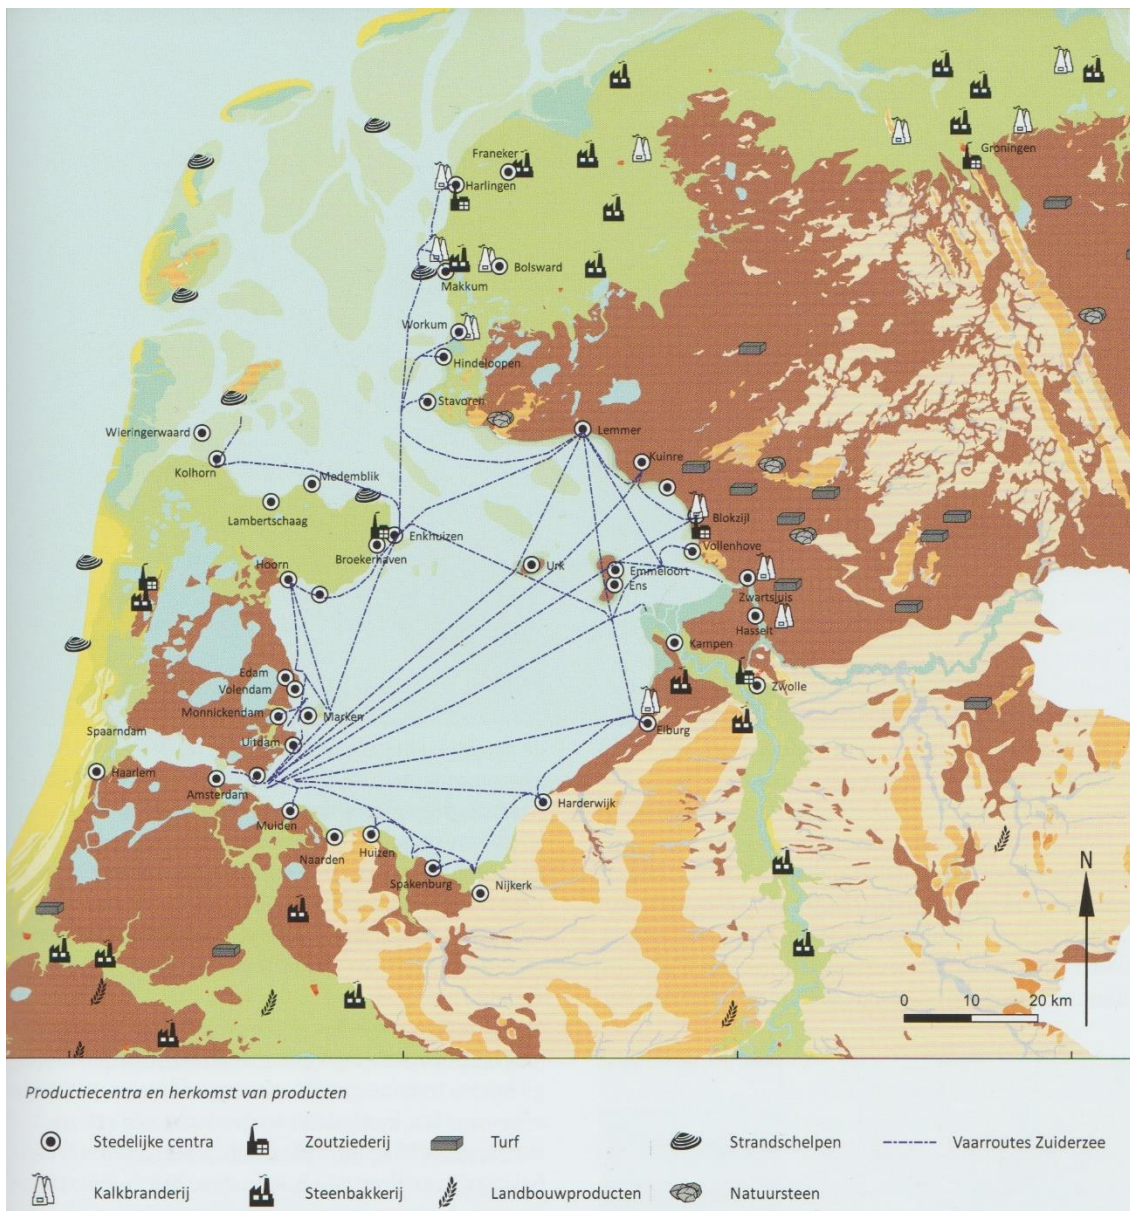 Franeker
Groningen
Harlingen
Bolsward
Makkum
Workum
Hindeloopen
Stavoren
Wieringerwaard
Lemmer
Kolhorn
Kuinre
Medemblik
Lambertschaag
Blokzijl
Enkhuizen
Broekerhaven
Vollenhove
Urk
Hoorn
Emmeloort
Ens
Zwartsjuis
Hasselt
Kampen
Edam
Volendam
Zwolle
Monnickendam
Marken
Spaarndam
Eiburg
Uitdam
Haarlem
Amsterdam
Harderwijk
Muiden
Huizen
Naarden
Spakenburg
Nijkerk
N
0 10 20 km
Productiecentra en herkomst van producten
Stedelijke centra
Zoutziederij
Turf
Strandschelpen
Vaarroutes Zuiderzee
Kalkbranderij
Steenbakkerij
Landbouwproducten
Natuursteen